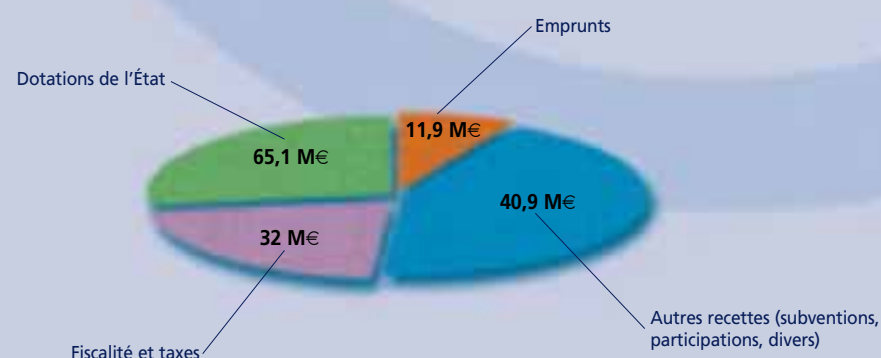 Emprunts
Dotations de l'État
11,9 M€
65,1 M€
40,9 M€
32 M€
Autres recettes (subventions,
participations, divers)
Fiscalité et taxes